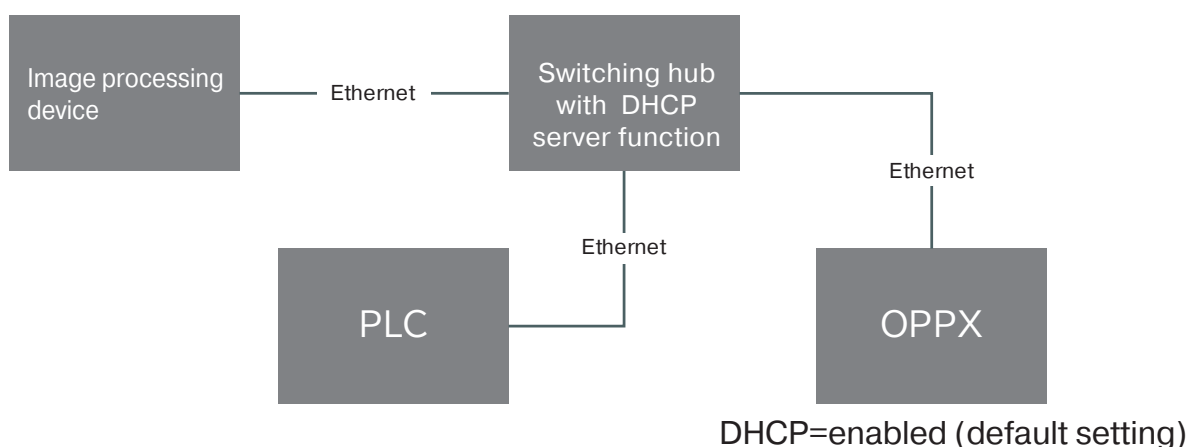 Image processing
device
Ethernet
Switching hub
with DHCP
server function
Ethernet
Ethernet
PLC
OPPX
DHCP=enabled (default setting)